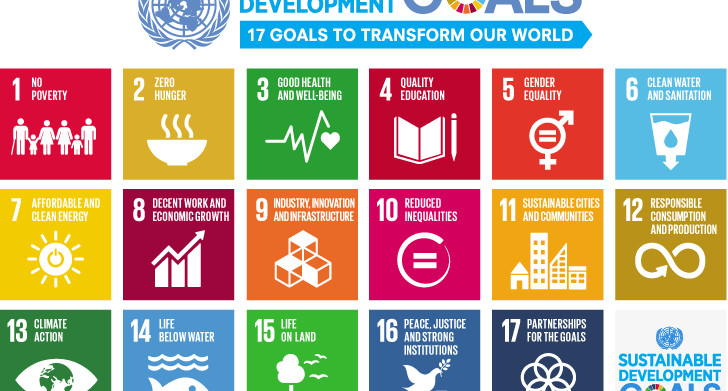 DEVELOPMENT GOALS
17 GOALS TO TRANSFORM OUR WORLD
1 NO
POVERTY
2 ZERO
HUNGER
3 GOOD HEALTH
AND WELL-BEING
4 QUALITY
EDUCATION
5 GENDER
EQUALITY
6 CLEAN WATER
AND SANITATION
7 AFFORDABLE AND
CLEAN ENERGY
8 DECENT WORK AND
ECONOMIC GROWTH
9 INDUSTRY, INNOVATION
AND INFRASTRUCTURE
10 REDUCED
INEQUALITIES
11 SUSTAINABLE CITIES
AND COMMUNITIES
12 RESPONSIBLE
CONSUMPTION
AND PRODUCTION
13 CLIMATE
ACTION
14 LIFE
BELOW WATER
15 LIFE
ON LAND
16 PEACE, JUSTICE
AND STRONG
INSTITUTIONS
17 PARTNERSHIPS
FOR THE GOALS
SUSTAINABLE
DEVELOPMENT
GOALS